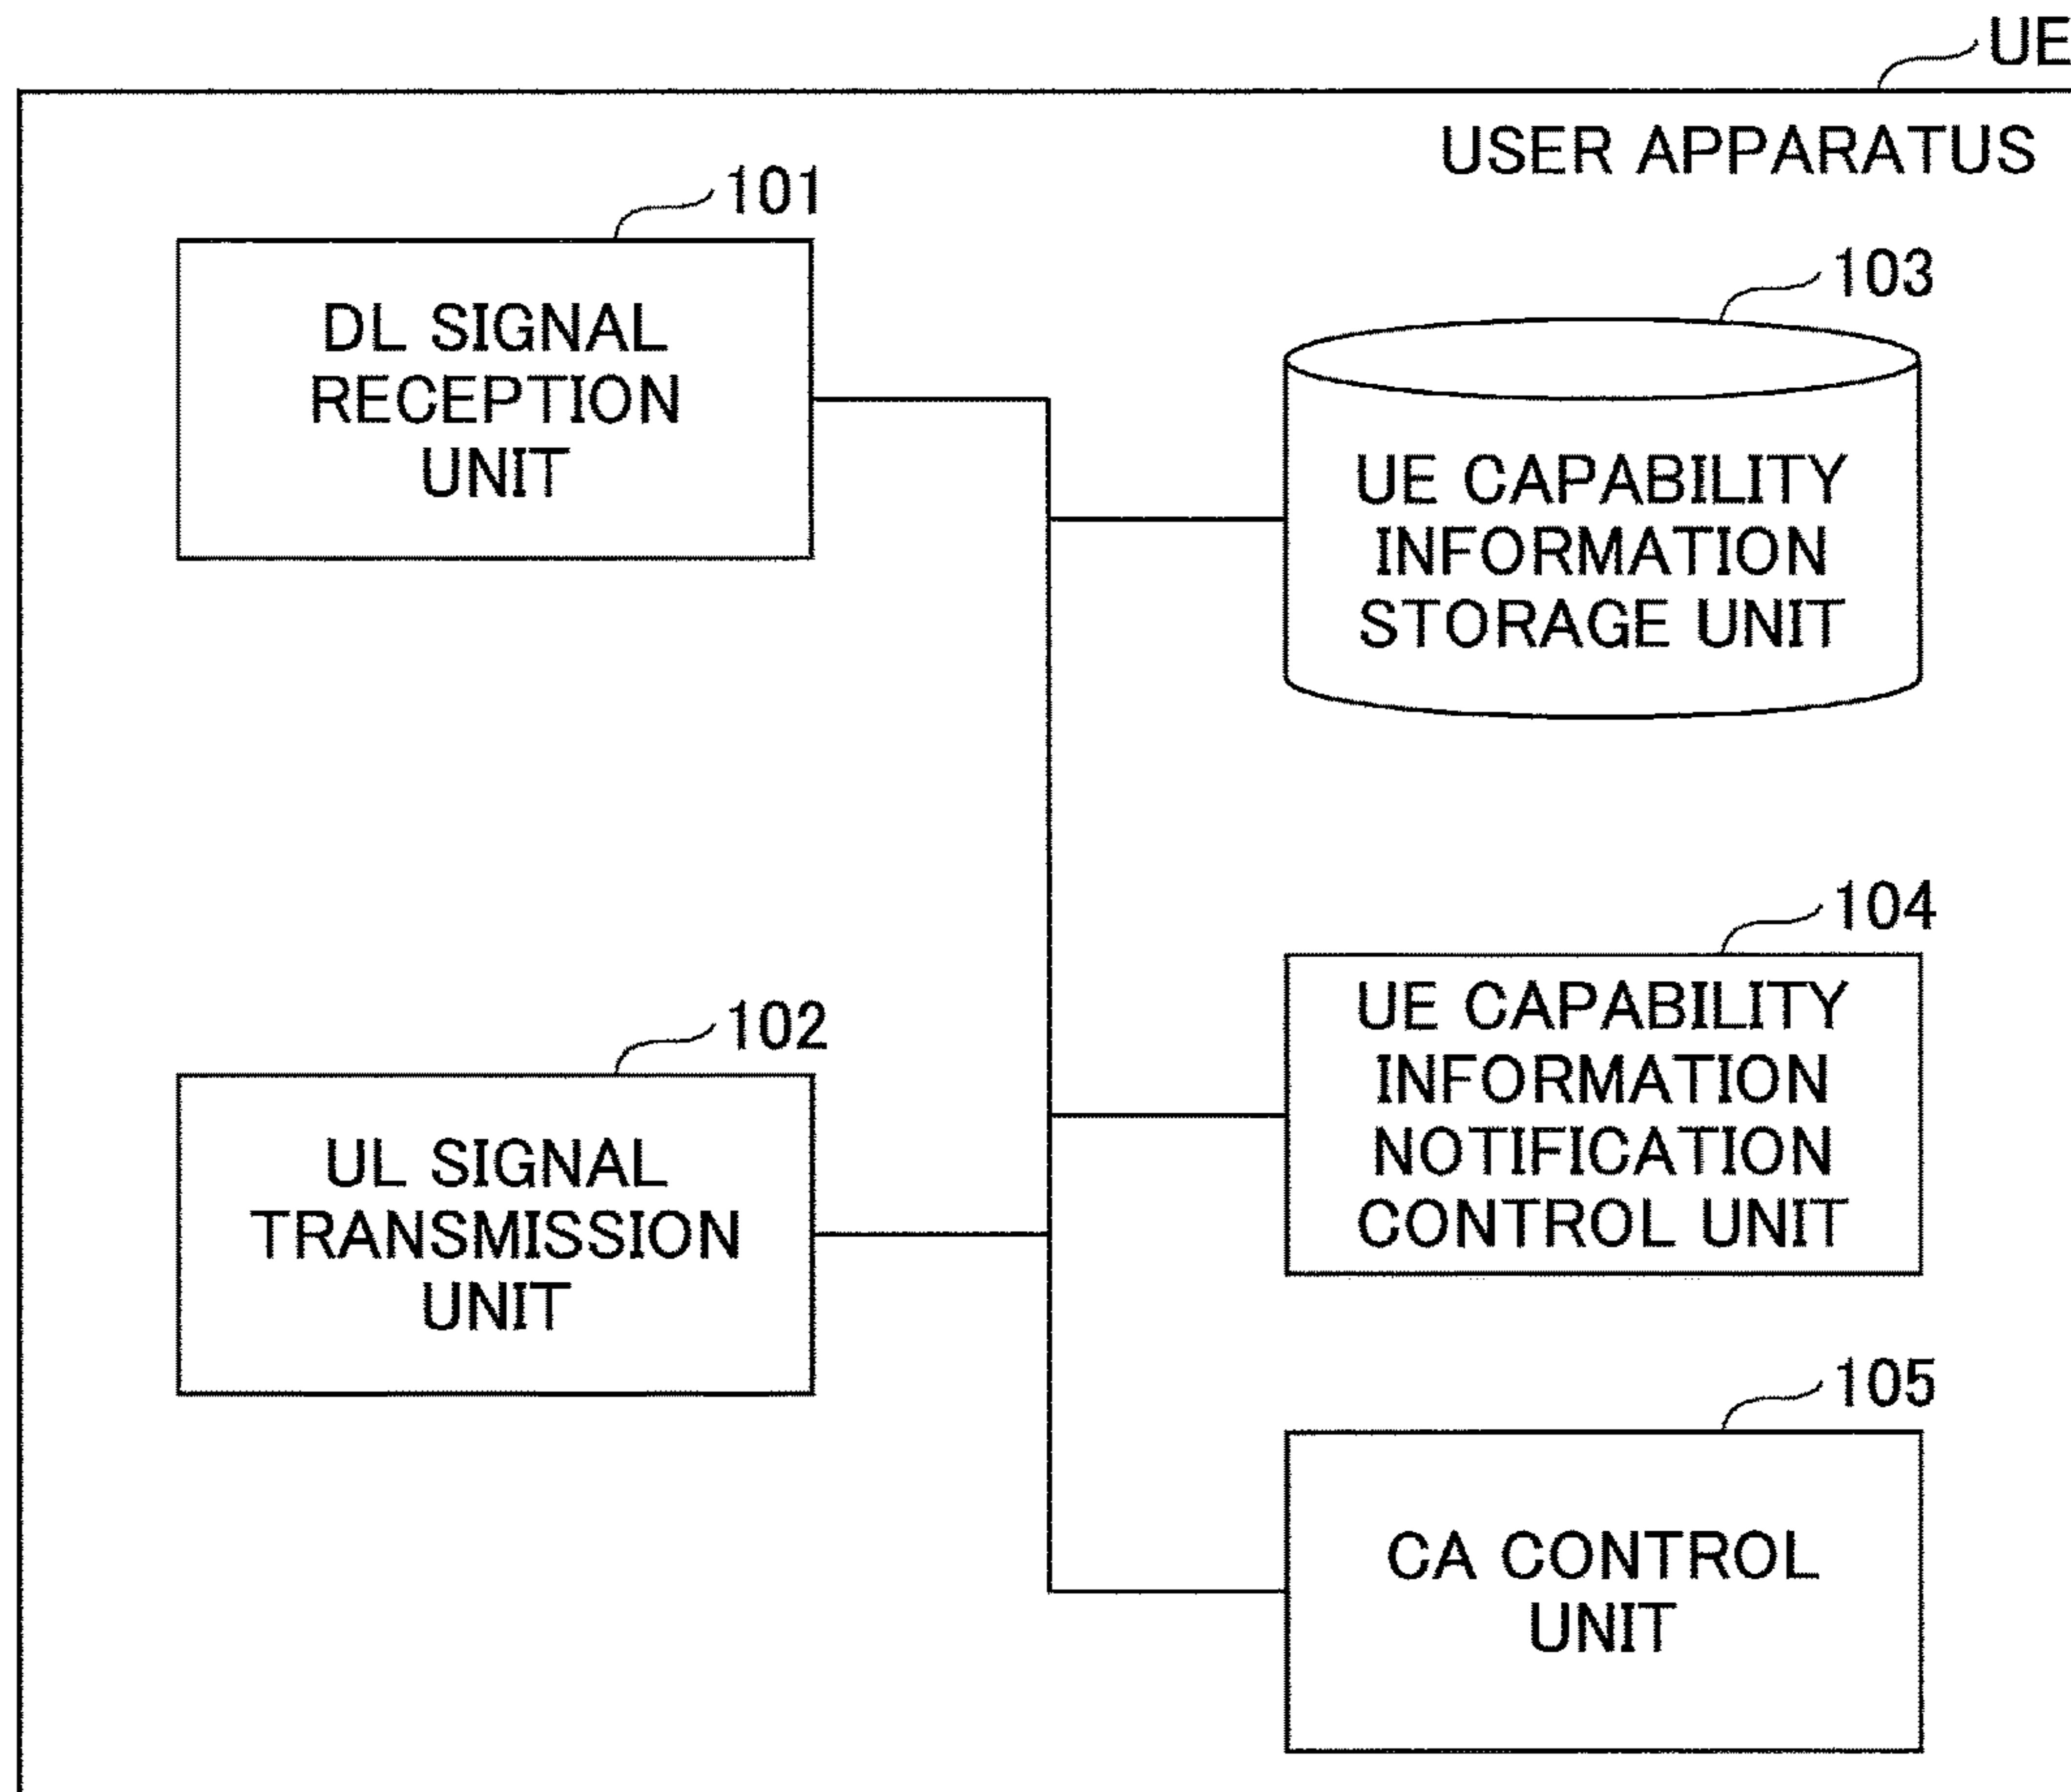 UE
USER APPARATUS
101
DL SIGNAL
RECEPTION
UNIT
103
UE CAPABILITY
INFORMATION
STORAGE UNIT
102
UL SIGNAL
TRANSMISSION
UNIT
104
UE CAPABILITY
INFORMATION
NOTIFICATION
CONTROL UNIT
105
CA CONTROL
UNIT